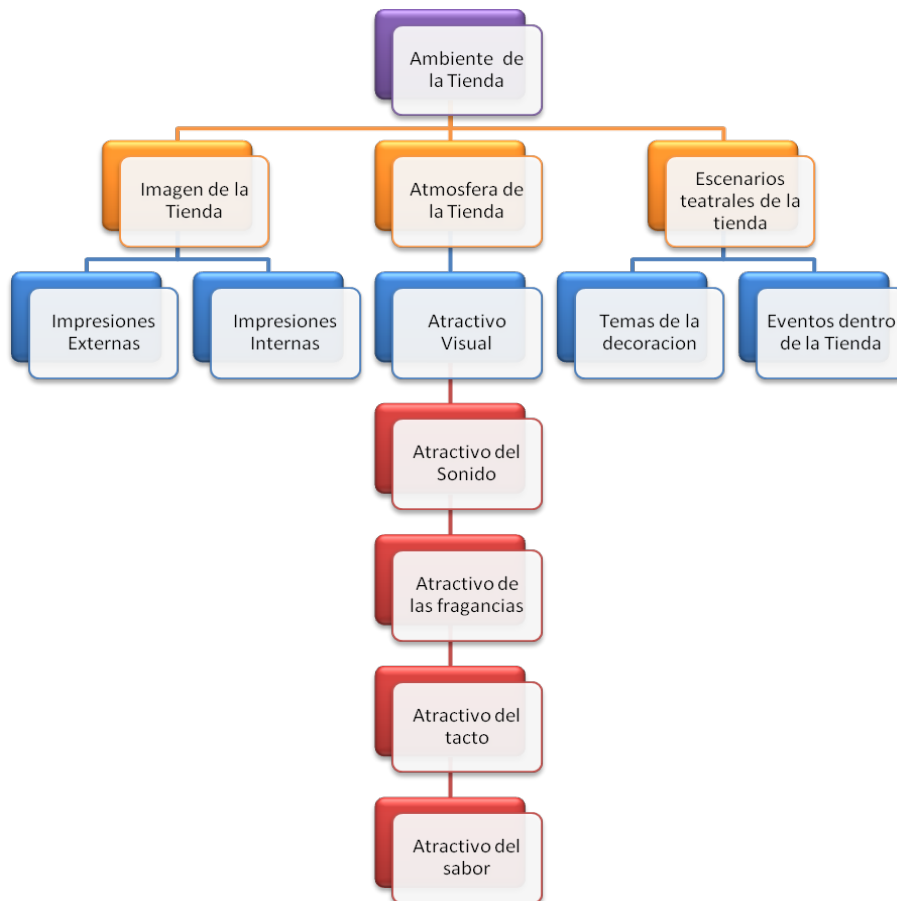 Ambiente de
la Tienda
Imagen de la
Tienda
Atmosfera de
la Tienda
Escenarios
teatrales de la
tienda
Impresiones
Externas
Impresiones
Internas
Atractivo
Visual
Temas de la
decoracion
Eventos dentro
de la Tienda
Atractivo del
Sonido
Atractivo de
las fragancias
Atractivo del
tacto
Atractivo del
sabor